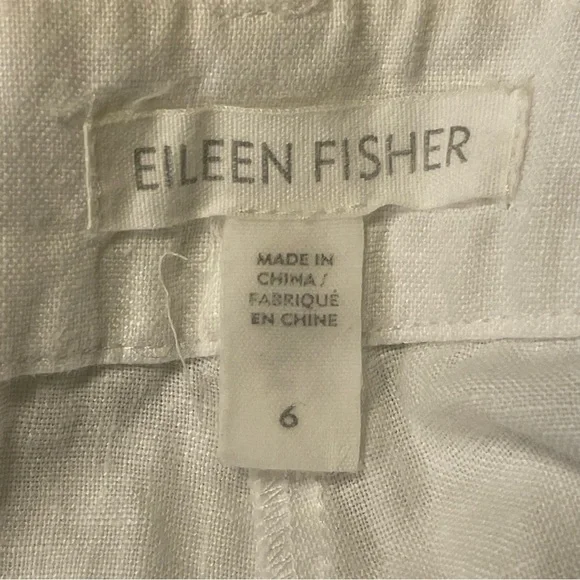 EILEEN FISHER
MADE IN
CHINA /
FABRIQUÉ
EN CHINE
6